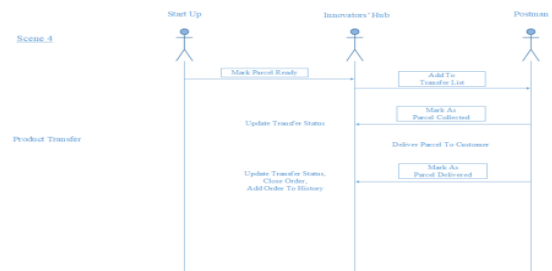 Start Up
Innovators' Hub
Postman
Scene 4
Mark Parcel Ready
Add To
Transfer List
Mark As
Parcel Collected
Update Transfer Status
Product Transfer
Deliver Parcel To Customer
Mark As
Parcel Delivered
Update Transfer Status,
Close Order,
Add Order To History